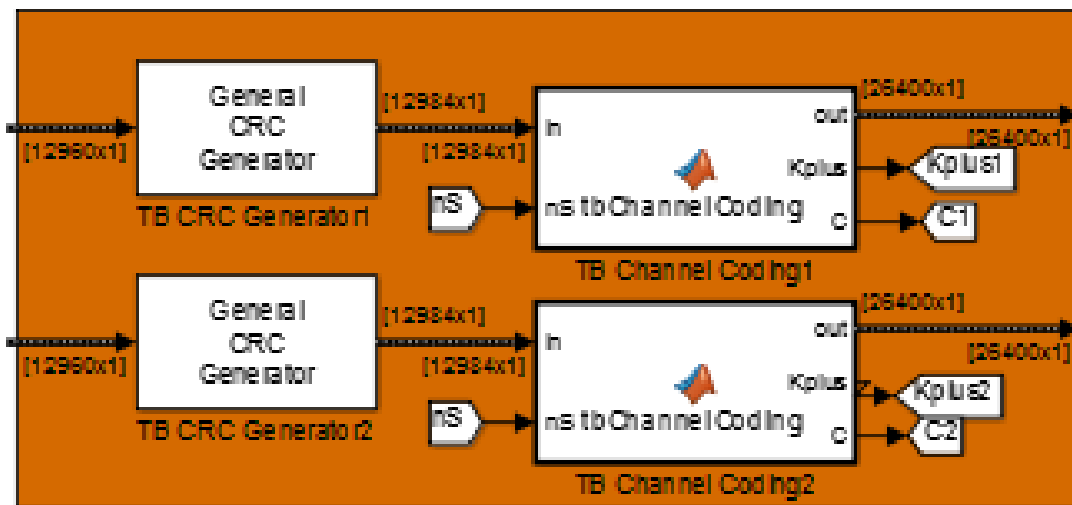 General
CRC
Generator
[12960x1]
[12984x1]
[12984x1]
TB CRC Generator1
nS
In
nS
tbChannelCoding
out
Kplus
C
[26400x1]
[26400x1]
Kplus1
C1
TB Channel Coding1
General
CRC
Generator
[12960x1]
[12984x1]
[12984x1]
TB CRC Generator2
nS
In
nS
tbChannelCoding
out
Kplus
C
[26400x1]
[26400x1]
Kplus2
C2
TB Channel Coding2